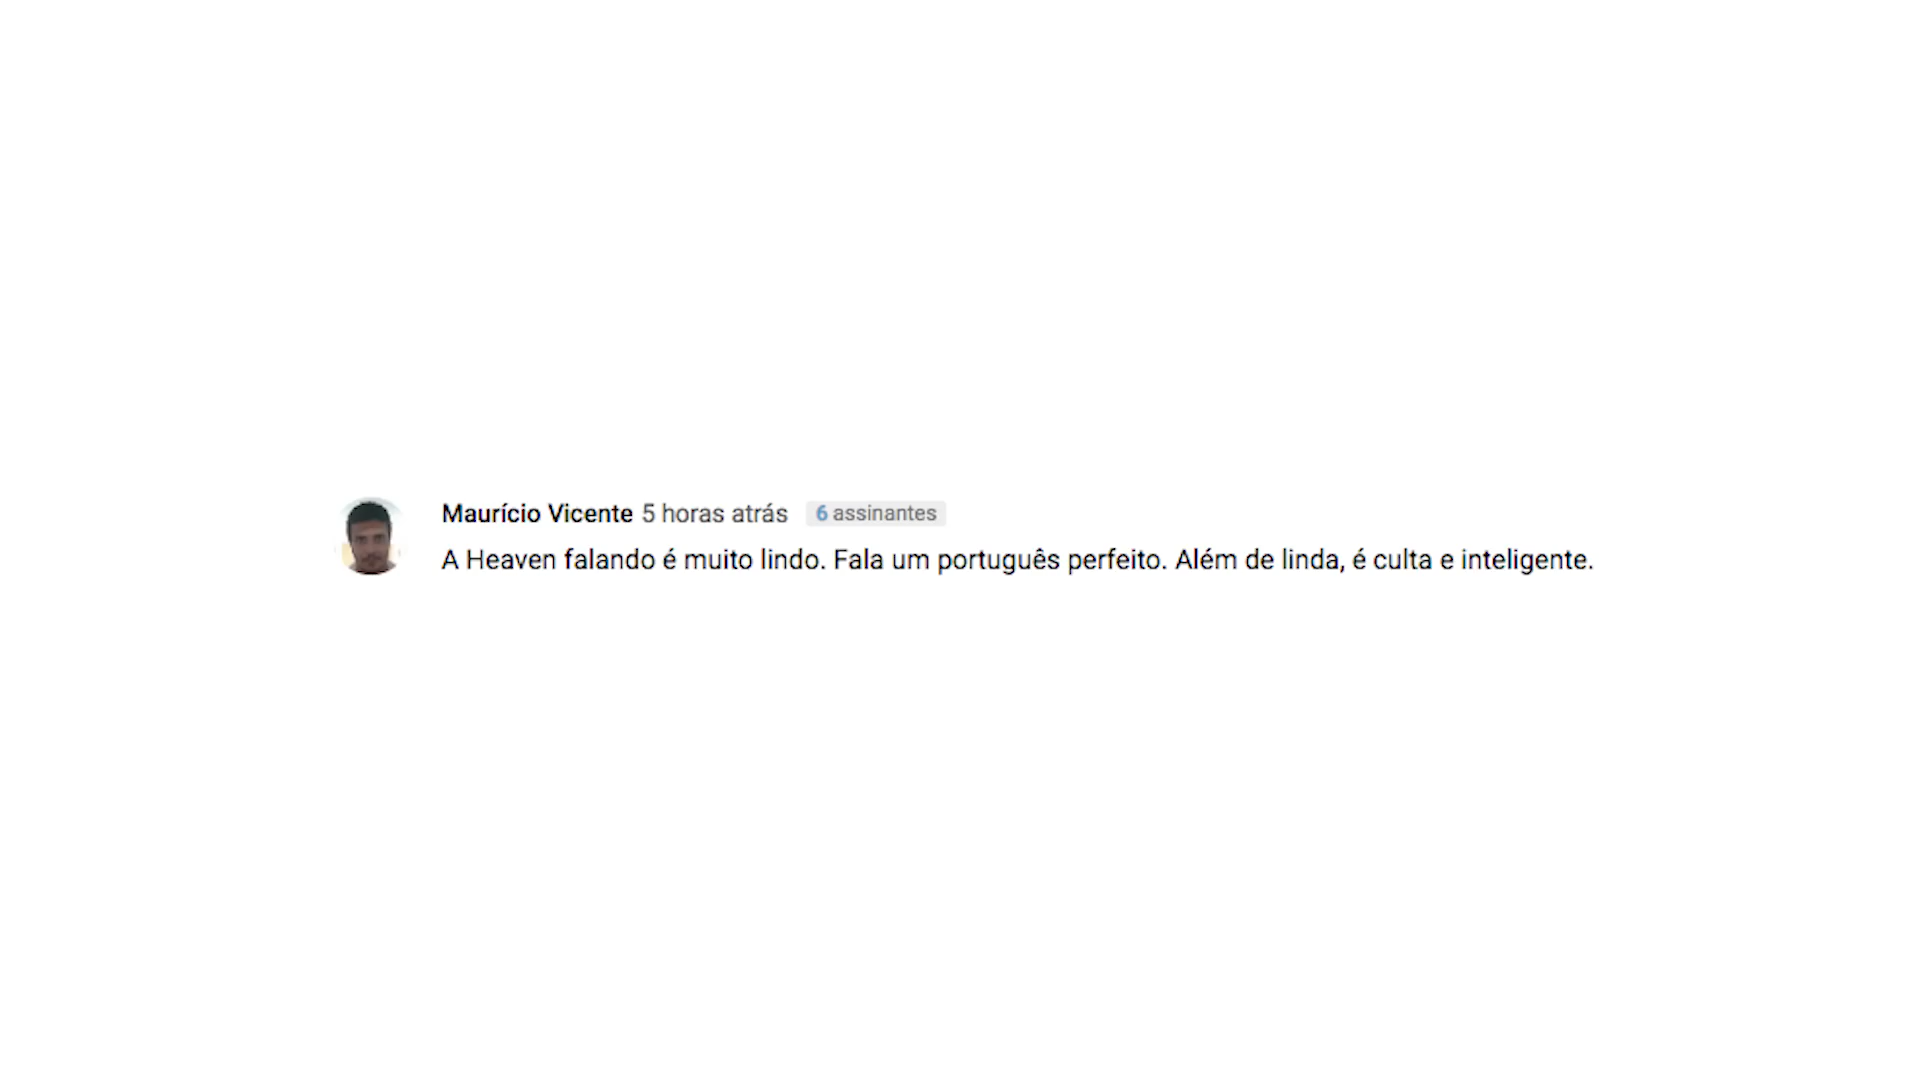 Maurício Vicente 5 horas atrás 6 assinantes
A Heaven falando é muito lindo. Fala um português perfeito. Além de linda, é culta e inteligente.